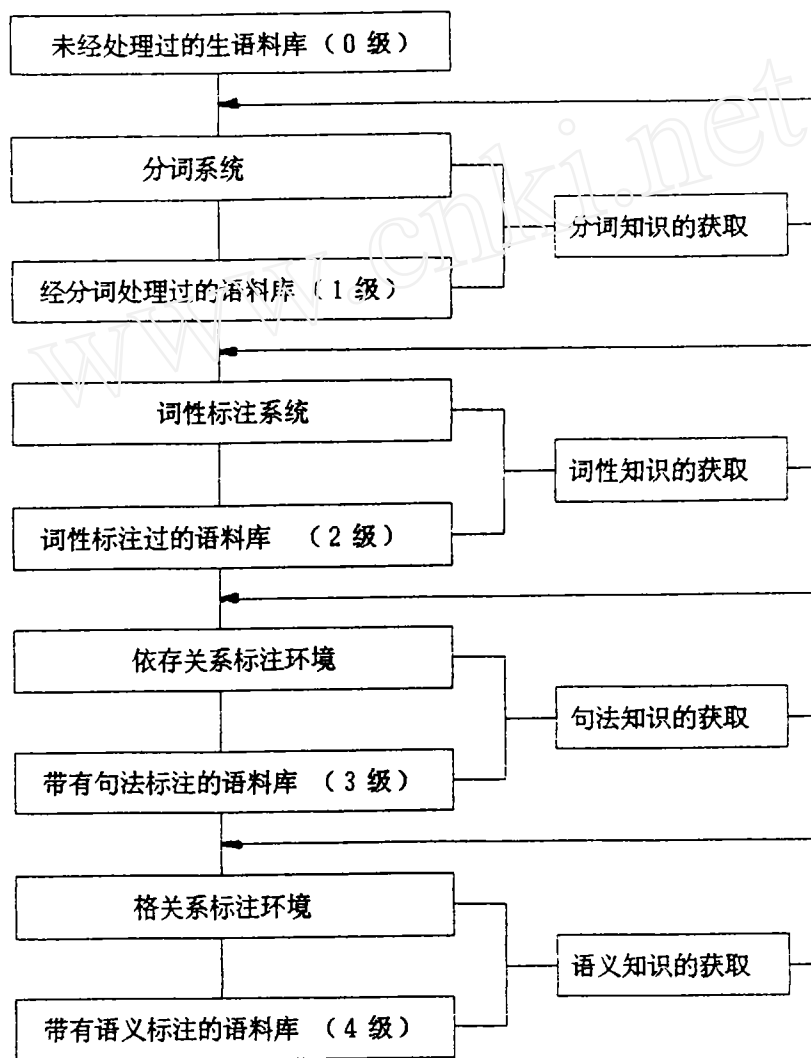 未经处理过的生语料库（0级）
分词系统
分词知识的获取
经分词处理过的语料库（1级）
词性标注系统
词性知识的获取
词性标注过的语料库 （2级）
依存关系标注环境
句法知识的获取
带有句法标注的语料库 （3级）
格关系标注环境
语义知识的获取
带有语义标注的语料库 （4级）
www.cnki.net